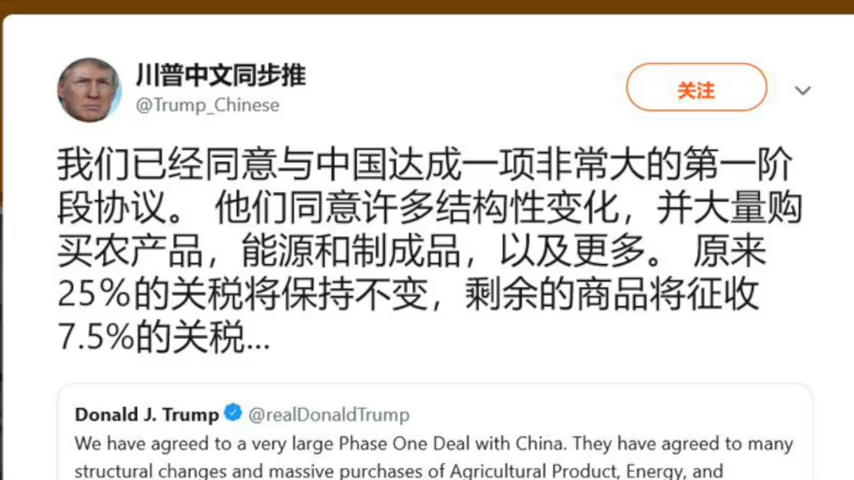 川普中文同步推
@Trump_Chinese
关注
我们已经同意与中国达成一项非常大的第一阶
段协议。 他们同意许多结构性变化，并大量购
买农产品，能源和制成品，以及更多。 原来
25%的关税将保持不变，剩余的商品将征收
7.5%的关税...
Donald J. Trump @realDonaldTrump
We have agreed to a very large Phase One Deal with China. They have agreed to many
structural changes and massive purchases of Agricultural Product, Energy, and